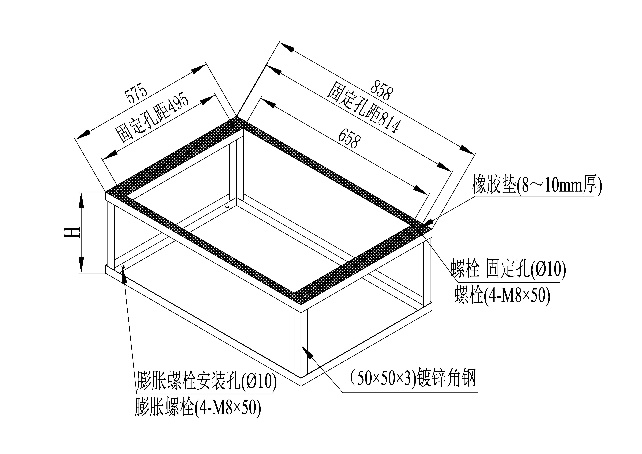 575
固定孔距495
858
固定孔距814
658
橡胶垫(8～10mm厚)
H
螺栓 固定孔(Ø10)
螺栓(4-M8×50)
膨胀螺栓安装孔(Ø10)
膨胀螺栓(4-M8×50)
（50×50×3)镀锌角钢